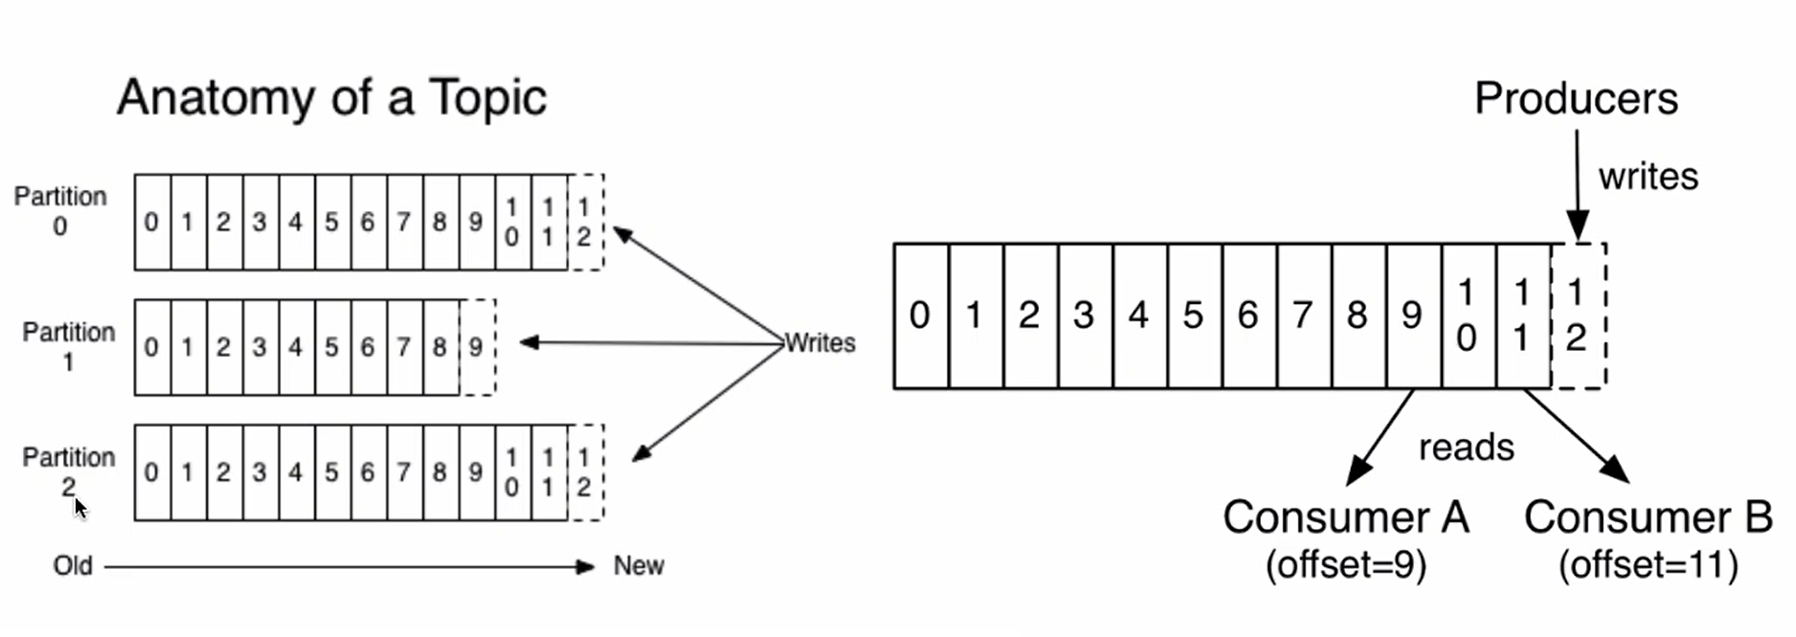 Anatomy of a Topic
Partition
0
0 1 2 3 4 5 6 7 8 9 10 11 12
Partition
1
0 1 2 3 4 5 6 7 8 9
Partition
2
0 1 2 3 4 5 6 7 8 9 10 11 12
Writes
Old
New
Producers
writes
0 1 2 3 4 5 6 7 8 9 10 11 12
reads
Consumer A
(offset=9)
Consumer B
(offset=11)